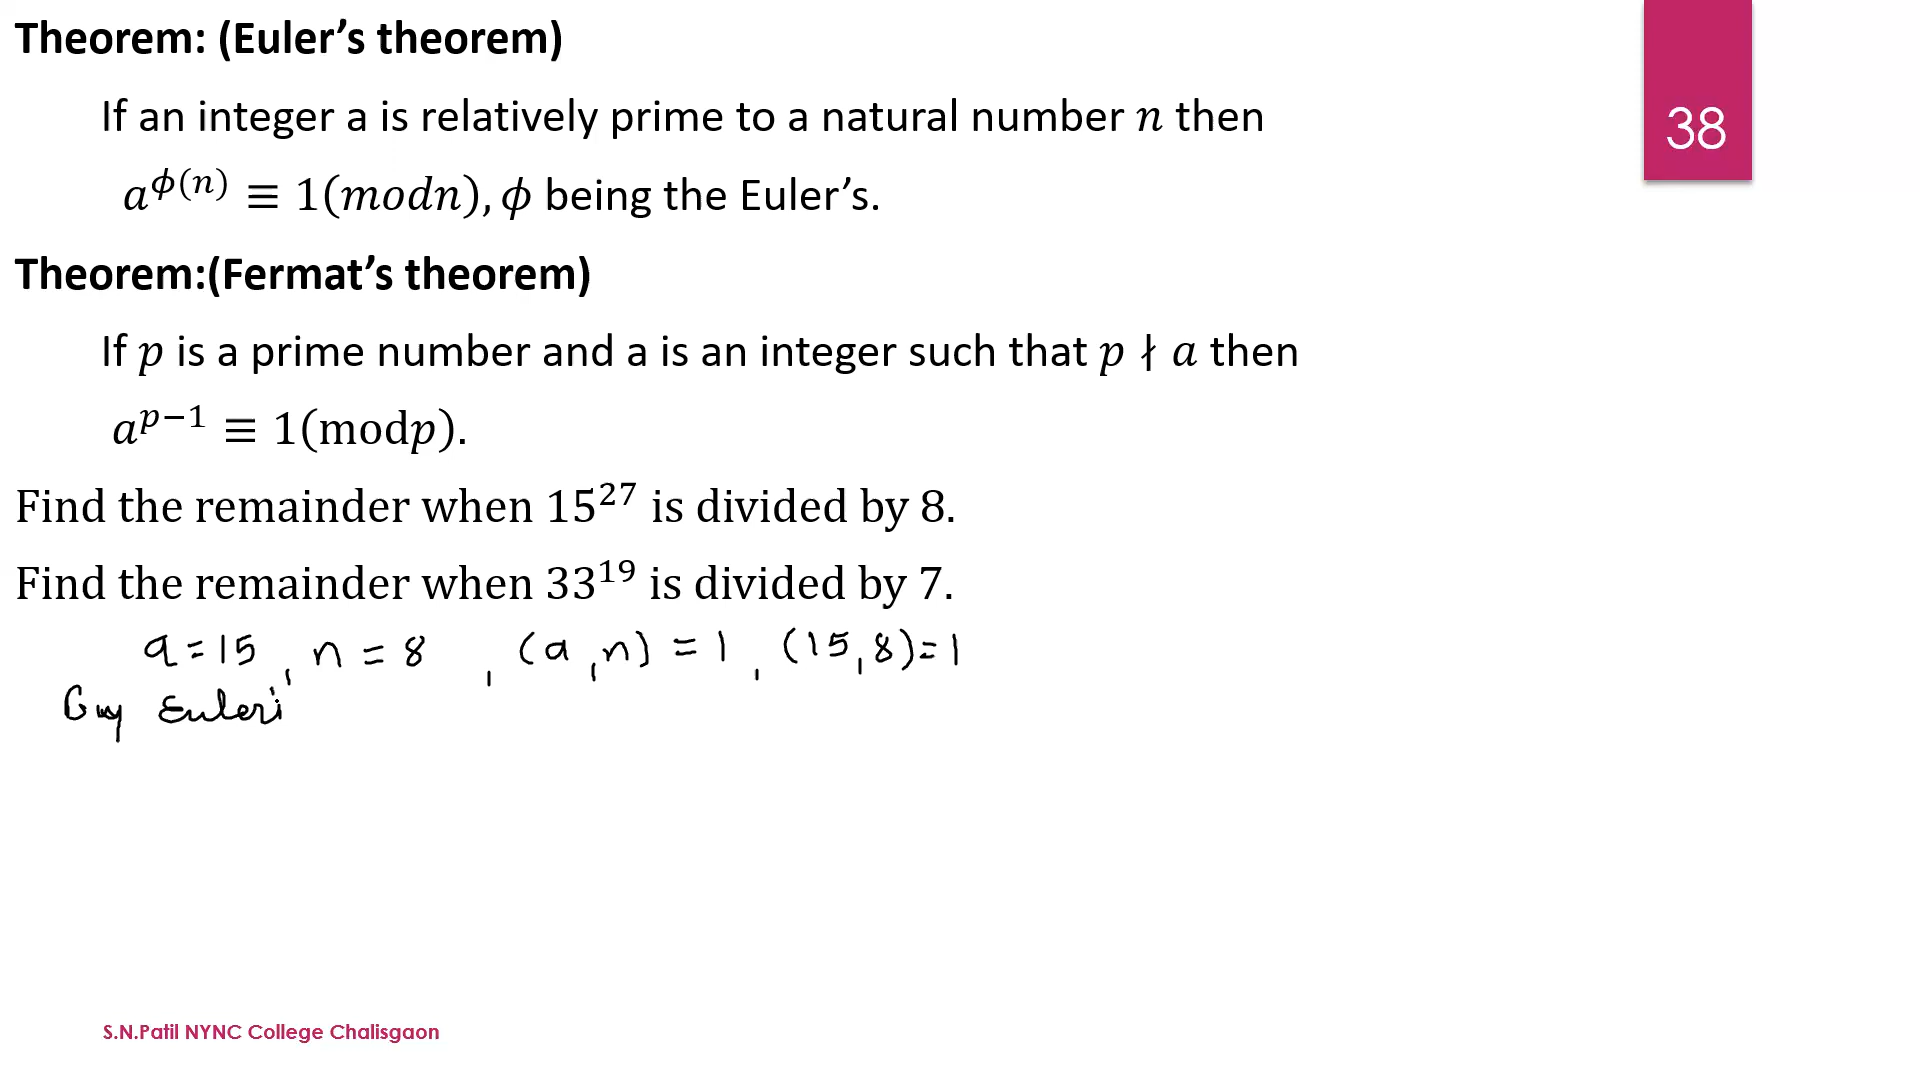 Theorem: (Euler’s theorem)
If an integer a is relatively prime to a natural number n then
a^ϕ(n) ≡ 1(modn), ϕ being the Euler’s.
38
Theorem:(Fermat’s theorem)
If p is a prime number and a is an integer such that p ∤ a then
a^{p−1} ≡ 1(modp).
Find the remainder when 15^27 is divided by 8.
Find the remainder when 33^19 is divided by 7.
a = 15 , n = 8 , (a,n) = 1 , (15,8) = 1
By Euler's
S.N.Patil NYNC College Chalisgaon